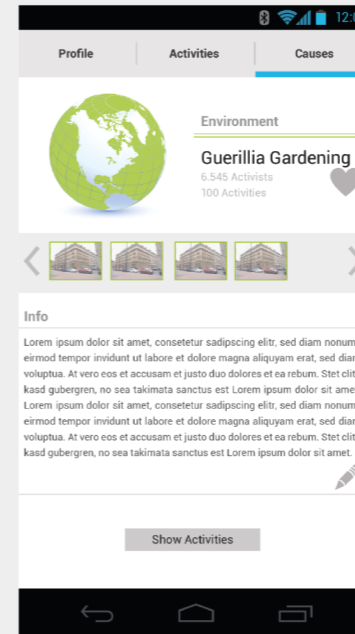 12:0
Profile Activities Causes
Environment
Guerillia Gardening
6.545 Activists
100 Activities
Info
Lorem ipsum dolor sit amet, consetetur sadipscing elitr, sed diam nonum
eirmod tempor invidunt ut labore et dolore magna aliquyam erat, sed diam
voluptua. At vero eos et accusam et justo duo dolores et ea rebum. Stet clit
kasd gubergren, no sea takimata sanctus est Lorem ipsum dolor sit ame
Lorem ipsum dolor sit amet, consetetur sadipscing elitr, sed diam nonum
eirmod tempor invidunt ut labore et dolore magna aliquyam erat, sed diam
voluptua. At vero eos et accusam et justo duo dolores et ea rebum. Stet clit
kasd gubergren, no sea takimata sanctus est Lorem ipsum dolor sit amet.
Show Activities